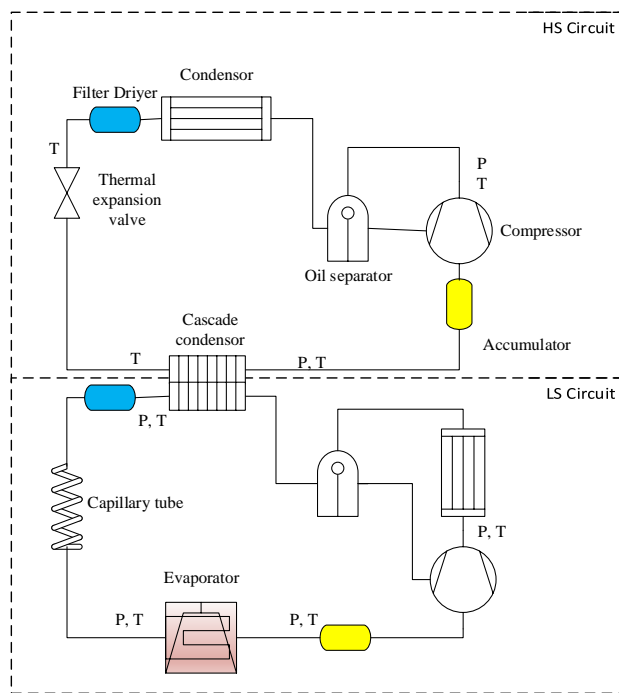 HS Circuit
Condensor
Filter Driyer
T
P
T
Thermal
expansion
valve
Compressor
Oil separator
Cascade
condensor
Accumulator
T
P, T
LS Circuit
P, T
Capillary tube
P, T
Evaporator
P, T
P, T